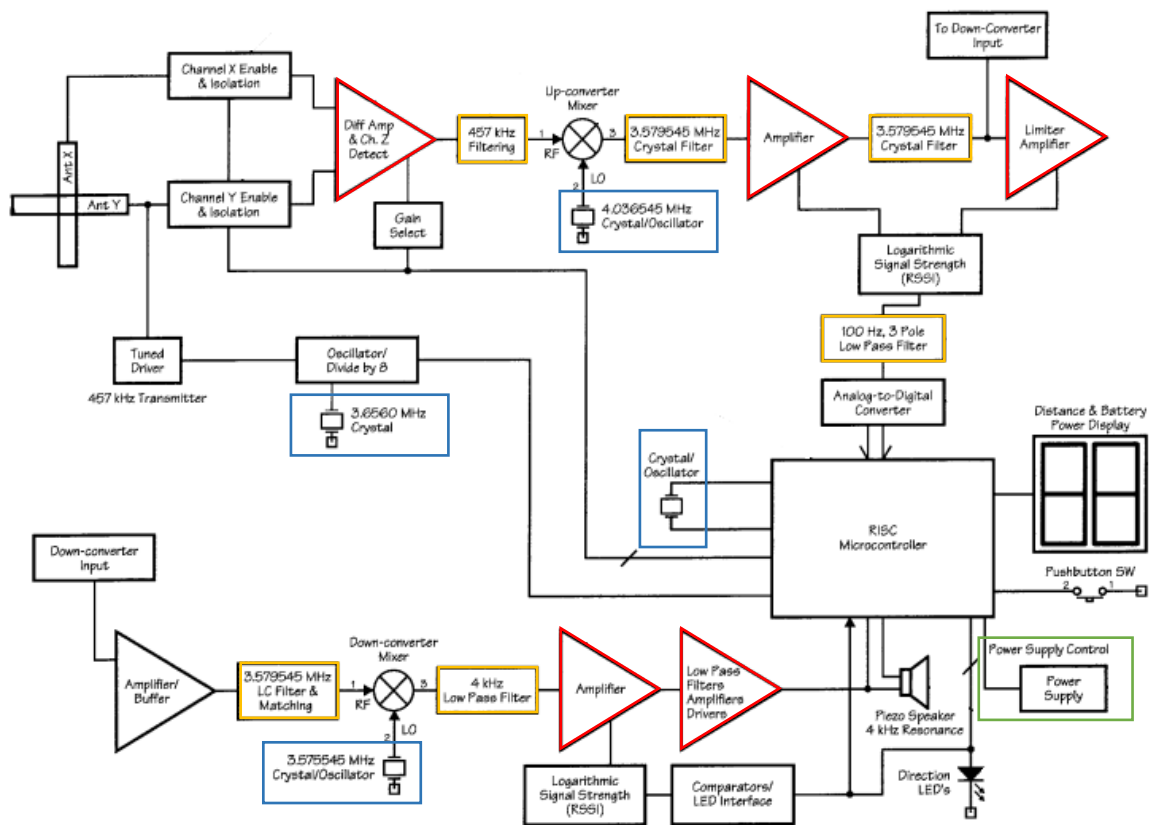 To Down-Converter
Input
Channel X Enable
& Isolation
Up-converter
Mixer
Diff Amp
& Ch. Z
Detect
457 kHz
Filtering
1
RF
3
3.579545 MHz
Crystal Filter
Amplifier
3.579545 MHz
Crystal Filter
Limiter
Amplifier
Ant X
Ant Y
Channel Y Enable
& Isolation
2
LO
Gain
Select
4.036545 MHz
Crystal/Oscillator
Logarithmic
Signal Strength
(RSSI)
100 Hz, 3 Pole
Low Pass Filter
Tuned
Driver
457 kHz Transmitter
Oscillator/
Divide by 8
3.6560 MHz
Crystal
Analog-to-Digital
Converter
Distance & Battery
Power Display
Crystal/
Oscillator
RISC
Microcontroller
Down-converter
Input
Pushbutton SW
2
1
Down-converter
Mixer
Power Supply Control
Power
Supply
Amplifier/
Buffer
3.579545 MHz
LC Filter &
Matching
1
RF
3
4 kHz
Low Pass Filter
Amplifier
Low Pass
Filters
Amplifiers
Drivers
Piezo Speaker
4 kHz Resonance
2
LO
3.575545 MHz
Crystal/Oscillator
Logarithmic
Signal Strength
(RSSI)
Comparators/
LED Interface
Direction
LED's